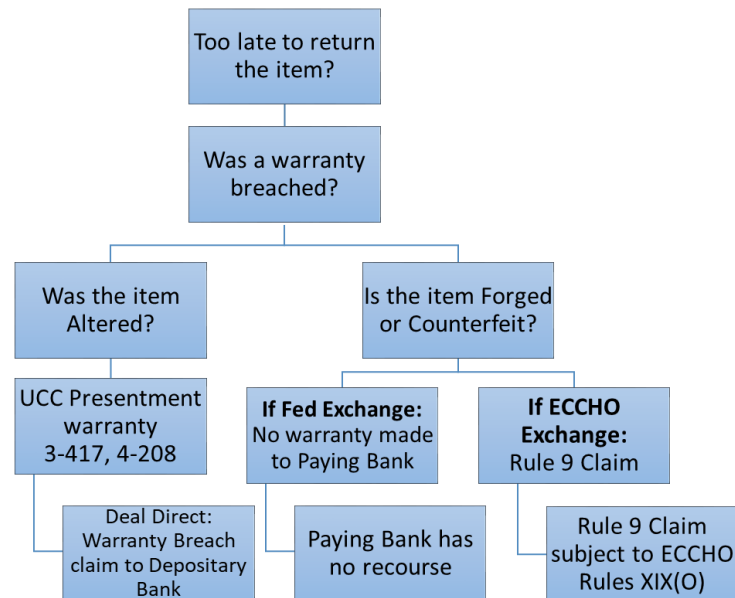 Too late to return
the item?
Was a warranty
breached?
Was the item
Altered?
Is the item Forged
or Counterfeit?
UCC Presentment
warranty
3-417, 4-208
If Fed Exchange:
No warranty made
to Paying Bank
If ECCHO
Exchange:
Rule 9 Claim
Deal Direct:
Warranty Breach
claim to Depositary
Bank
Paying Bank has
no recourse
Rule 9 Claim
subject to ECCHO
Rules XIX(O)